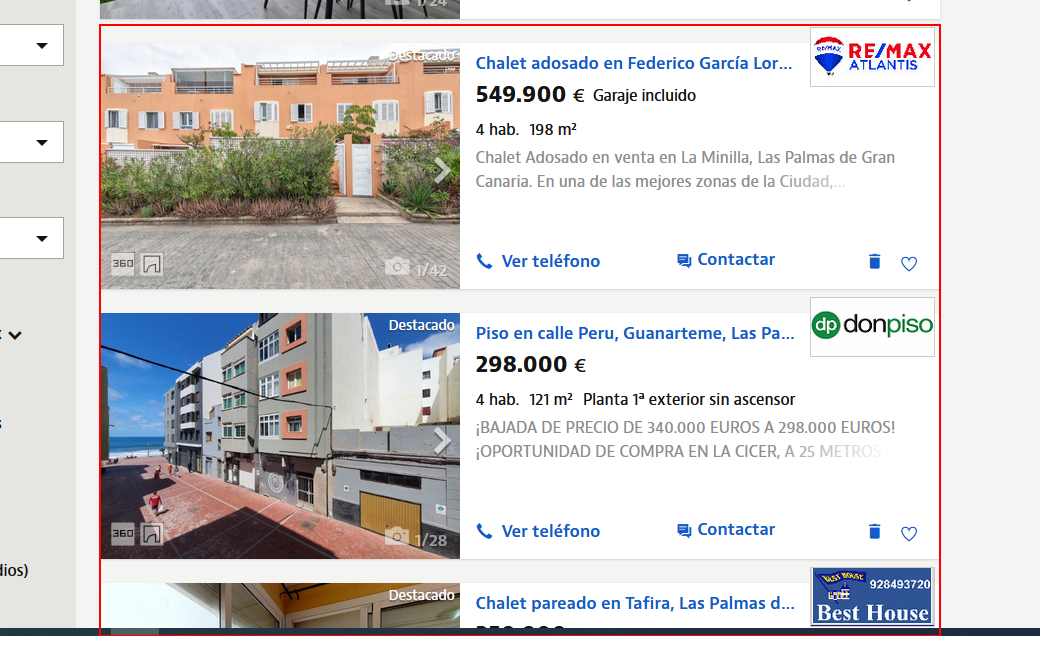 1/24
Destacado
360
1/42
Chalet adosado en Federico García Lor...
RE/MAX
RE/MAX
ATLANTIS
549.900 € Garaje incluido
4 hab. 198 m²
Chalet Adosado en venta en La Minilla, Las Palmas de Gran
Canaria. En una de las mejores zonas de la Ciudad,...
Ver teléfono
Contactar
Destacado
360
1/28
Piso en calle Peru, Guanarteme, Las Pa...
dp donpiso
298.000 €
4 hab. 121 m² Planta 1ª exterior sin ascensor
¡BAJADA DE PRECIO DE 340.000 EUROS A 298.000 EUROS!
¡OPORTUNIDAD DE COMPRA EN LA CICER, A 25 METROS
Ver teléfono
Contactar
dios)
Destacado
Chalet pareado en Tafira, Las Palmas d...
BEST HOUSE
928493720
Best House